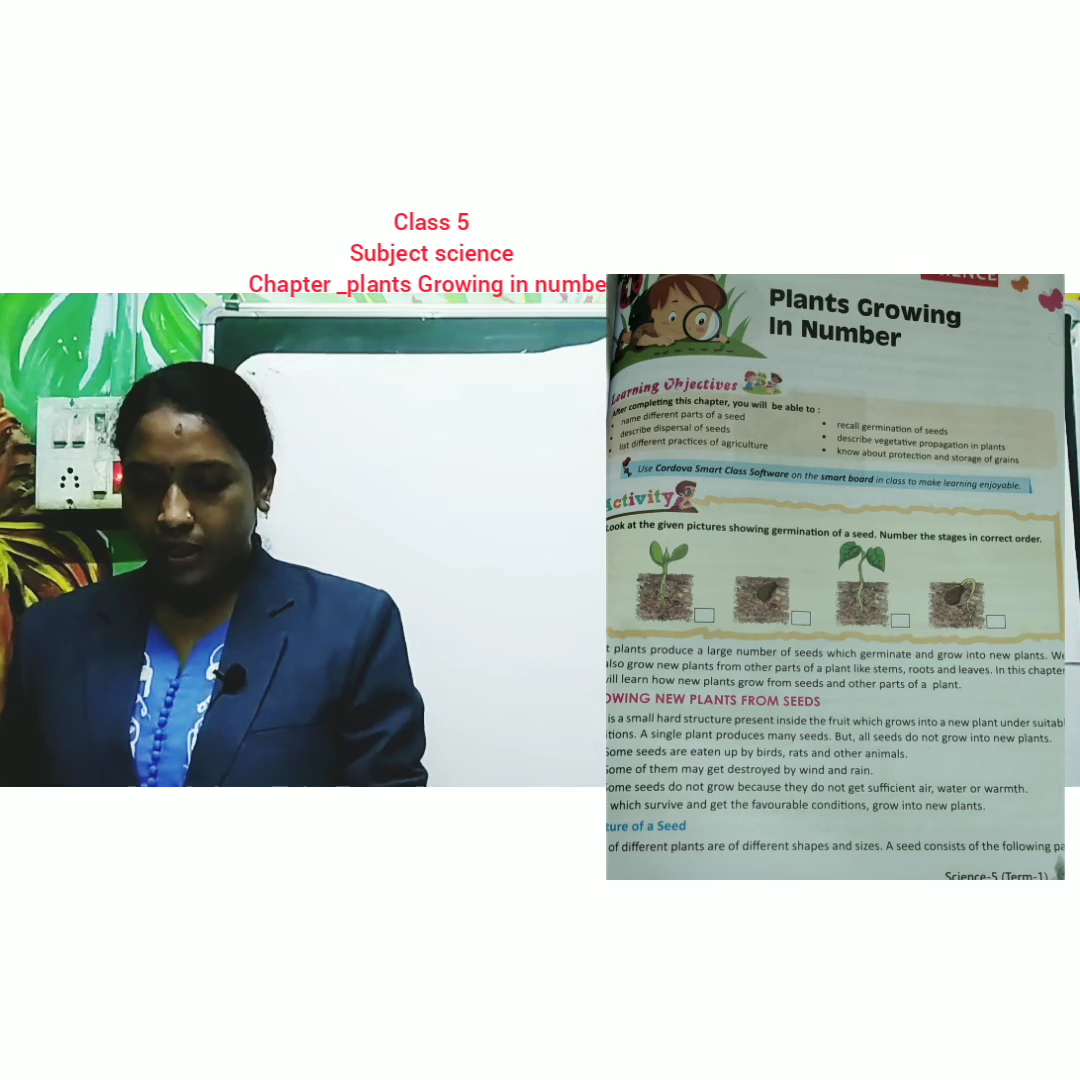 Class 5
Subject science
Chapter _plants Growing in numbe
Plants Growing
In Number
Learning Objectives
After completing this chapter, you will be able to :
• name different parts of a seed
• describe dispersal of seeds
• list different practices of agriculture
• recall germination of seeds
• describe vegetative propagation in plants
• know about protection and storage of grains
Use Cordova Smart Class Software on the smart board in class to make learning enjoyable.
Activity
Look at the given pictures showing germination of a seed. Number the stages in correct order.
t plants produce a large number of seeds which germinate and grow into new plants. We
also grow new plants from other parts of a plant like stems, roots and leaves. In this chapter
will learn how new plants grow from seeds and other parts of a plant.
OWING NEW PLANTS FROM SEEDS
is a small hard structure present inside the fruit which grows into a new plant under suitabl
itions. A single plant produces many seeds. But, all seeds do not grow into new plants.
Some seeds are eaten up by birds, rats and other animals.
Some of them may get destroyed by wind and rain.
Some seeds do not grow because they do not get sufficient air, water or warmth.
which survive and get the favourable conditions, grow into new plants.
ture of a Seed
of different plants are of different shapes and sizes. A seed consists of the following pa
Science-5 (Term-1)